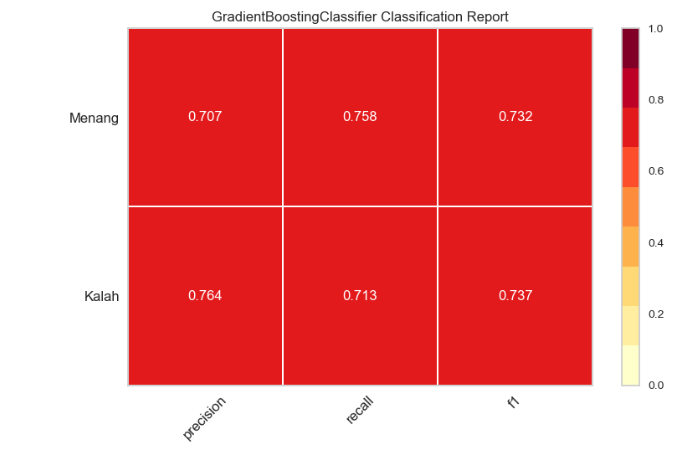 GradientBoostingClassifier Classification Report
Menang 0.707 0.758 0.732
Kalah 0.764 0.713 0.737
precision recall f1
1.0
0.8
0.6
0.4
0.2
0.0